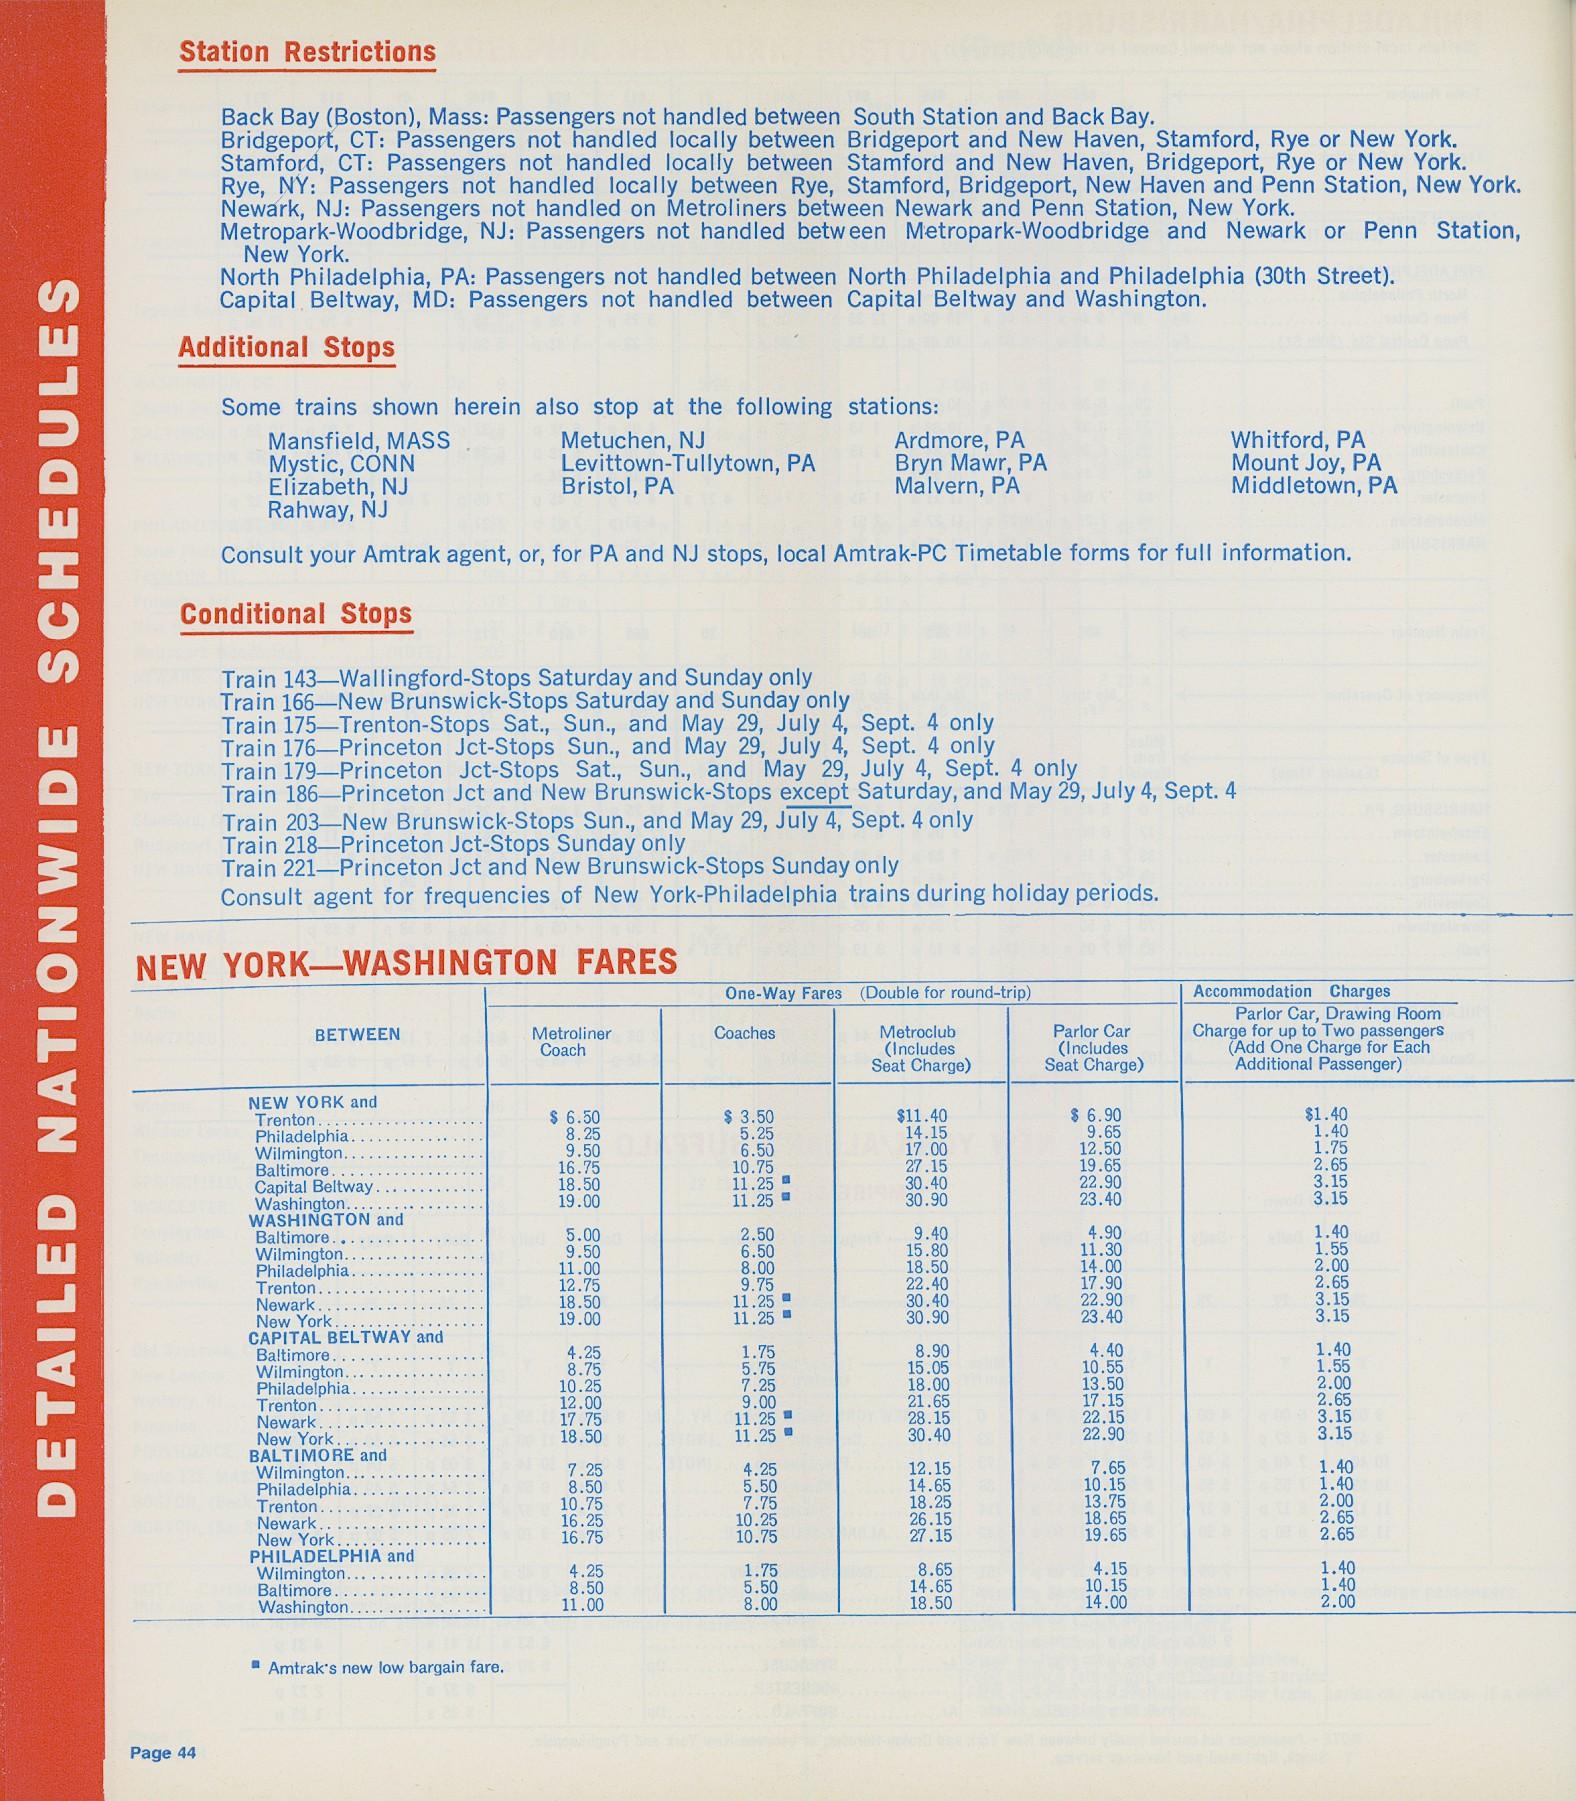 DETAILED NATIONWIDE SCHEDULES
Station Restrictions
Back Bay (Boston), Mass: Passengers not handled between South Station and Back Bay.
Bridgeport, CT: Passengers not handled locally between Bridgeport and New Haven, Stamford, Rye or New York.
Stamford, CT: Passengers not handled locally between Stamford and New Haven, Bridgeport, Rye or New York.
Rye, NY: Passengers not handled locally between Rye, Stamford, Bridgeport, New Haven and Penn Station, New York.
Newark, NJ: Passengers not handled on Metroliners between Newark and Penn Station, New York.
Metropark-Woodbridge, NJ: Passengers not handled between Metropark-Woodbridge and Newark or Penn Station,
New York.
North Philadelphia, PA: Passengers not handled between North Philadelphia and Philadelphia (30th Street).
Capital Beltway, MD: Passengers not handled between Capital Beltway and Washington.
Additional Stops
Some trains shown herein also stop at the following stations:
Mansfield, MASS Metuchen, NJ Ardmore, PA Whitford, PA
Mystic, CONN Levittown-Tullytown, PA Bryn Mawr, PA Mount Joy, PA
Elizabeth, NJ Bristol, PA Malvern, PA Middletown, PA
Rahway, NJ
Consult your Amtrak agent, or, for PA and NJ stops, local Amtrak-PC Timetable forms for full information.
Conditional Stops
Train 143—Wallingford-Stops Saturday and Sunday only
Train 166—New Brunswick-Stops Saturday and Sunday only
Train 175—Trenton-Stops Sat., Sun., and May 29, July 4, Sept. 4 only
Train 176—Princeton Jct-Stops Sun., and May 29, July 4, Sept. 4 only
Train 179—Princeton Jct-Stops Sat., Sun., and May 29, July 4, Sept. 4 only
Train 186—Princeton Jct and New Brunswick-Stops except Saturday, and May 29, July 4, Sept. 4
Train 203—New Brunswick-Stops Sun., and May 29, July 4, Sept. 4 only
Train 218—Princeton Jct-Stops Sunday only
Train 221—Princeton Jct and New Brunswick-Stops Sunday only
Consult agent for frequencies of New York-Philadelphia trains during holiday periods.
NEW YORK—WASHINGTON FARES
One-Way Fares (Double for round-trip) Accommodation Charges
BETWEEN Metroliner Coach Coaches Metroclub (Includes Seat Charge) Parlor Car (Includes Seat Charge) Parlor Car, Drawing Room Charge for up to Two passengers (Add One Charge for Each Additional Passenger)
NEW YORK and
Trenton $ 6.50 $ 3.50 $11.40 $ 6.90 $1.40
Philadelphia 8.25 5.25 14.15 9.65 1.40
Wilmington 9.50 6.50 17.00 12.50 1.75
Baltimore 16.75 10.75 27.15 19.65 2.65
Capital Beltway 18.50 11.25 ■ 30.40 22.90 3.15
Washington 19.00 11.25 ■ 30.90 23.40 3.15
WASHINGTON and
Baltimore 5.00 2.50 9.40 4.90 1.40
Wilmington 9.50 6.50 15.80 11.30 1.55
Philadelphia 11.00 8.00 18.50 14.00 2.00
Trenton 12.75 9.75 22.40 17.90 2.65
Newark 18.50 11.25 ■ 30.40 22.90 3.15
New York 19.00 11.25 ■ 30.90 23.40 3.15
CAPITAL BELTWAY and
Baltimore 4.25 1.75 8.90 4.40 1.40
Wilmington 8.75 5.75 15.05 10.55 1.55
Philadelphia 10.25 7.25 18.00 13.50 2.00
Trenton 12.00 9.00 21.65 17.15 2.65
Newark 17.75 11.25 ■ 28.15 22.15 3.15
New York 18.50 11.25 ■ 30.40 22.90 3.15
BALTIMORE and
Wilmington 7.25 4.25 12.15 7.65 1.40
Philadelphia 8.50 5.50 14.65 10.15 1.40
Trenton 10.75 7.75 18.25 13.75 2.00
Newark 16.25 10.25 26.15 18.65 2.65
New York 16.75 10.75 27.15 19.65 2.65
PHILADELPHIA and
Wilmington 4.25 1.75 8.65 4.15 1.40
Baltimore 8.50 5.50 14.65 10.15 1.40
Washington 11.00 8.00 18.50 14.00 2.00
■ Amtrak's new low bargain fare.
Page 44